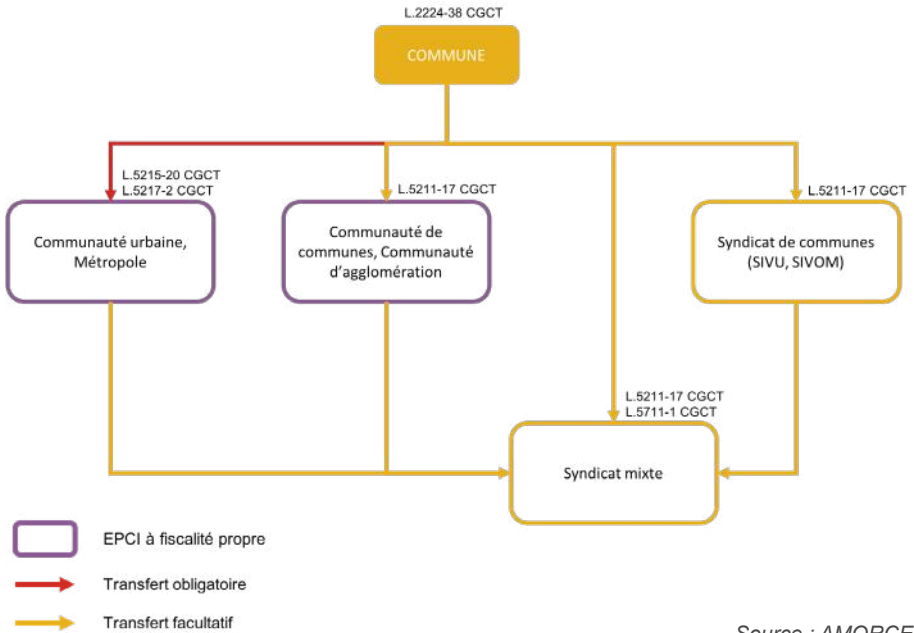 L.2224-38 CGCT
COMMUNE
L.5215-20 CGCT
L.5217-2 CGCT
L.5211-17 CGCT
L.5211-17 CGCT
Communauté urbaine,
Métropole
Communauté de
communes, Communauté
d'agglomération
Syndicat de communes
(SIVU, SIVOM)
L.5211-17 CGCT
L.5711-1 CGCT
Syndicat mixte
EPCI à fiscalité propre
Transfert obligatoire
Transfert facultatif
Source : AMORCE